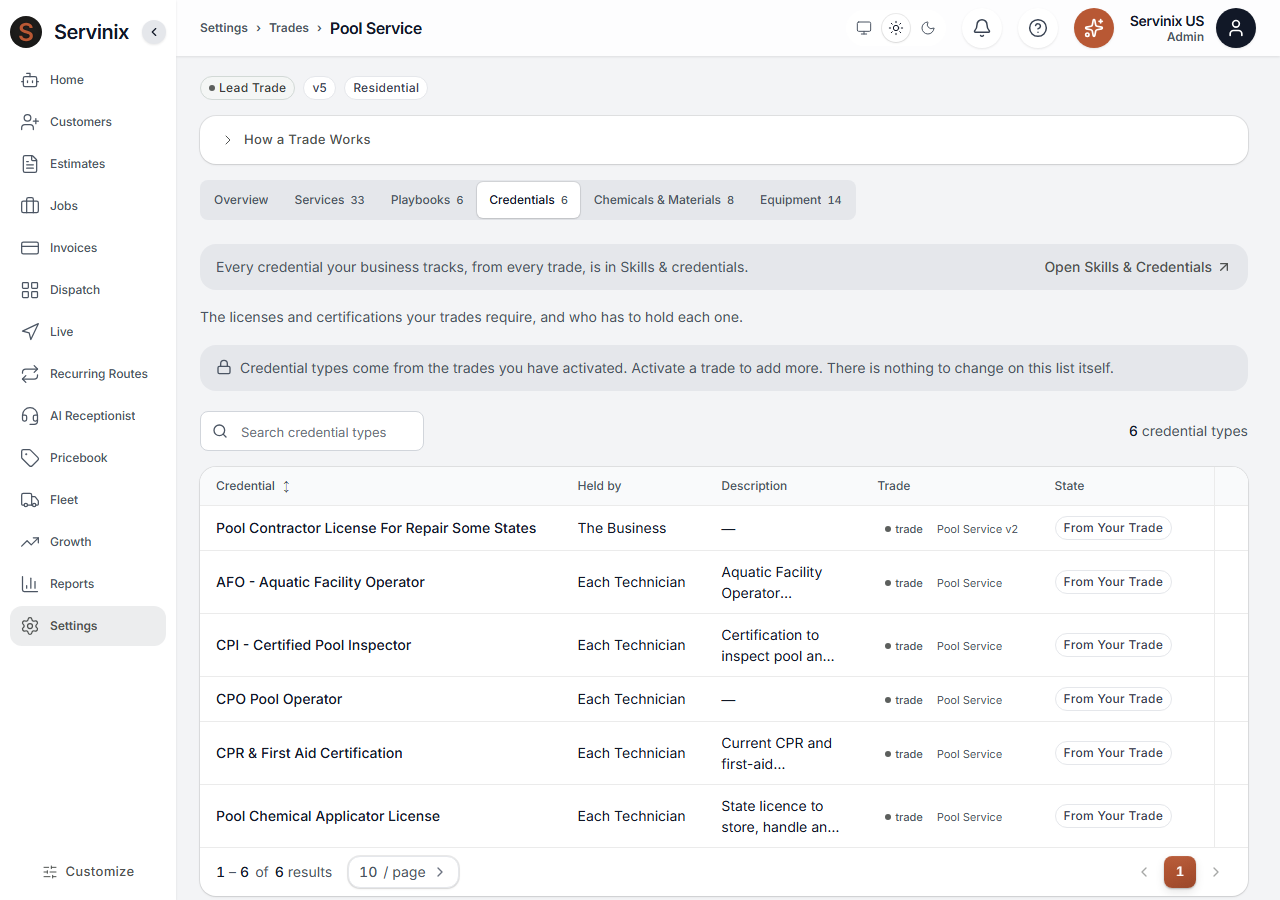 S Servinix
Settings › Trades › Pool Service
Servinix US
Admin
Home
Customers
Estimates
Jobs
Invoices
Dispatch
Live
Recurring Routes
AI Receptionist
Pricebook
Fleet
Growth
Reports
Settings
Customize
Lead Trade v5 Residential
How a Trade Works
Overview Services 33 Playbooks 6 Credentials 6 Chemicals & Materials 8 Equipment 14
Every credential your business tracks, from every trade, is in Skills & credentials. Open Skills & Credentials
The licenses and certifications your trades require, and who has to hold each one.
Credential types come from the trades you have activated. Activate a trade to add more. There is nothing to change on this list itself.
Search credential types 6 credential types
Credential Held by Description Trade State
Pool Contractor License For Repair Some States The Business — trade Pool Service v2 From Your Trade
AFO - Aquatic Facility Operator Each Technician Aquatic Facility Operator... trade Pool Service From Your Trade
CPI - Certified Pool Inspector Each Technician Certification to inspect pool an... trade Pool Service From Your Trade
CPO Pool Operator Each Technician — trade Pool Service From Your Trade
CPR & First Aid Certification Each Technician Current CPR and first-aid... trade Pool Service From Your Trade
Pool Chemical Applicator License Each Technician State licence to store, handle an... trade Pool Service From Your Trade
1 – 6 of 6 results 10 / page 1